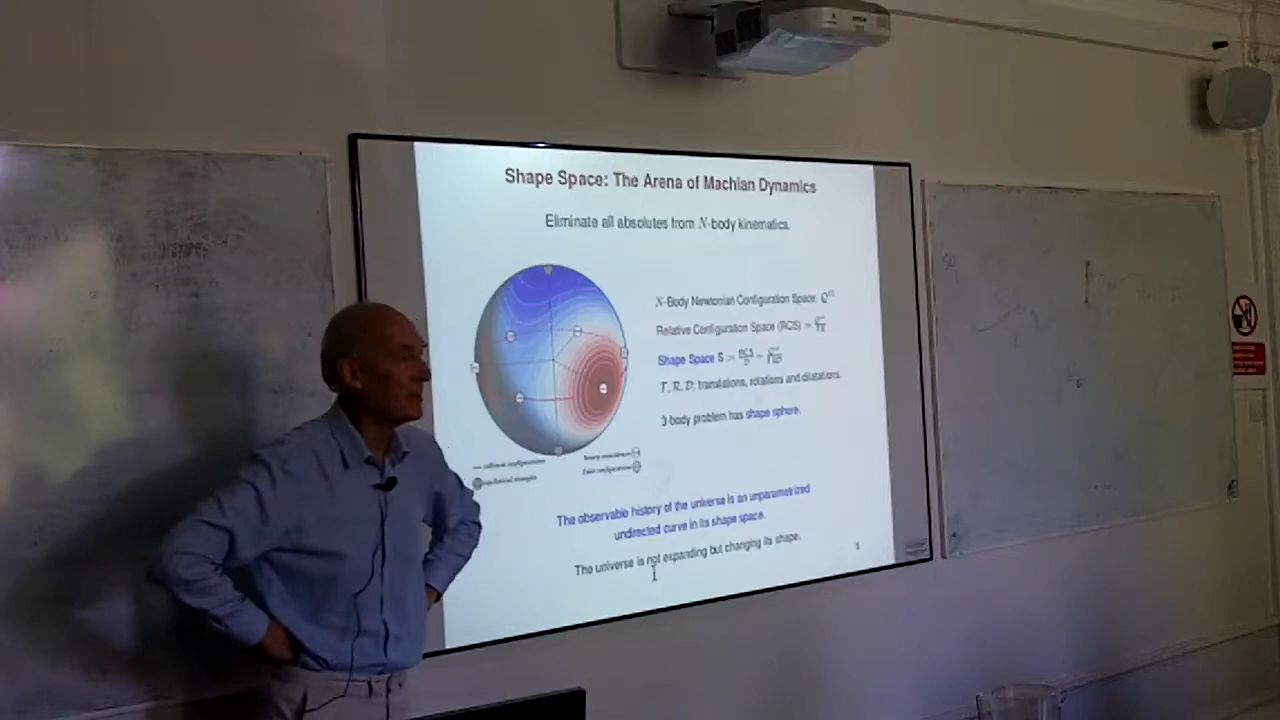 Shape Space: The Arena of Machian Dynamics
Eliminate all absolutes from N-body kinematics.
N-Body Newtonian Configuration Space:
Relative Configuration Space (RCS) :=
Shape Space S :=
T, R, D: translations, rotations and dilatations.
3-body problem has shape sphere.
The observable history of the universe is an unparametrized
undirected curve in its shape space.
The universe is not expanding but changing its shape.